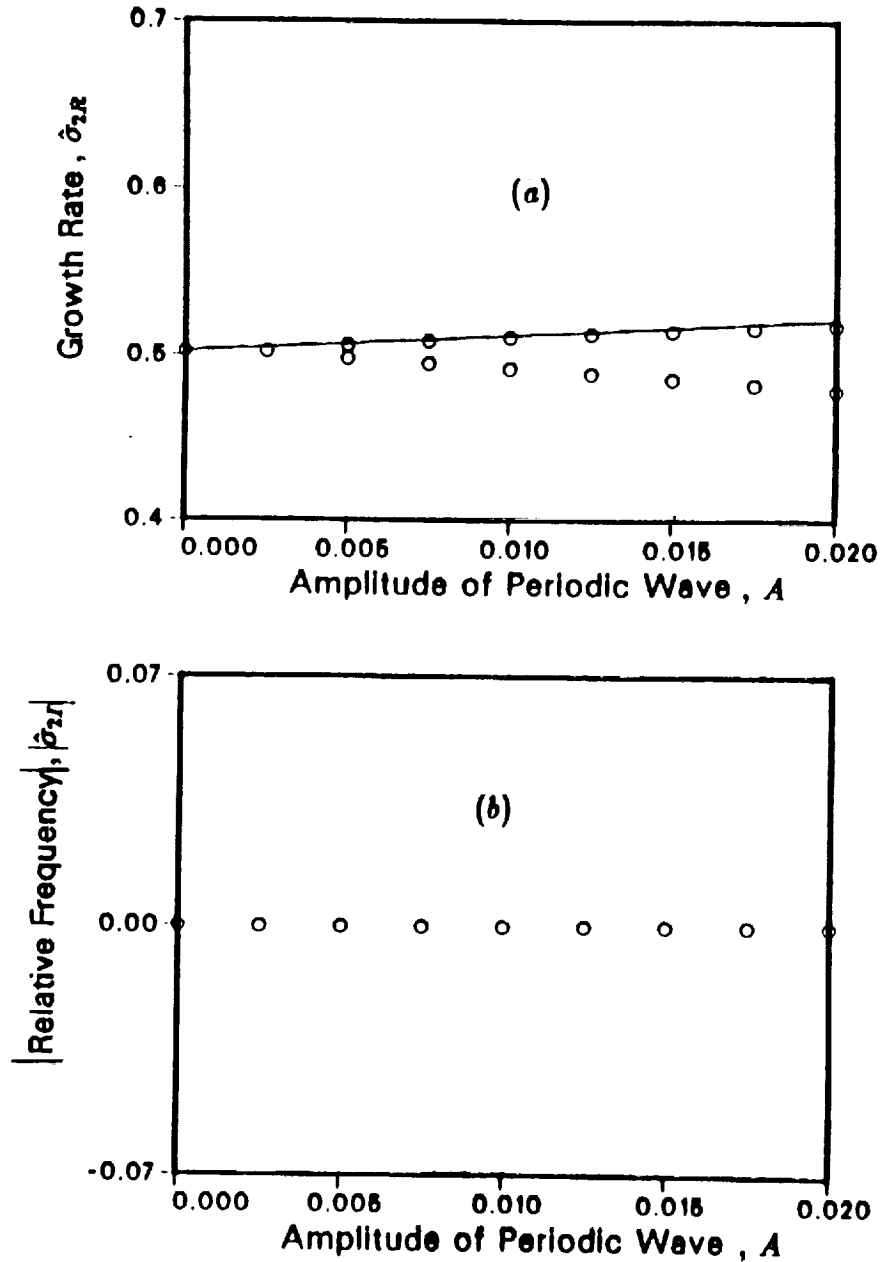 0.7
0.6
0.5
0.4
Growth Rate , σ̂₂R
(a)
0.000 0.005 0.010 0.015 0.020
Amplitude of Periodic Wave , A
0.07
0.00
-0.07
|Relative Frequency|, |σ̂₂I|
(b)
0.000 0.005 0.010 0.015 0.020
Amplitude of Periodic Wave , A